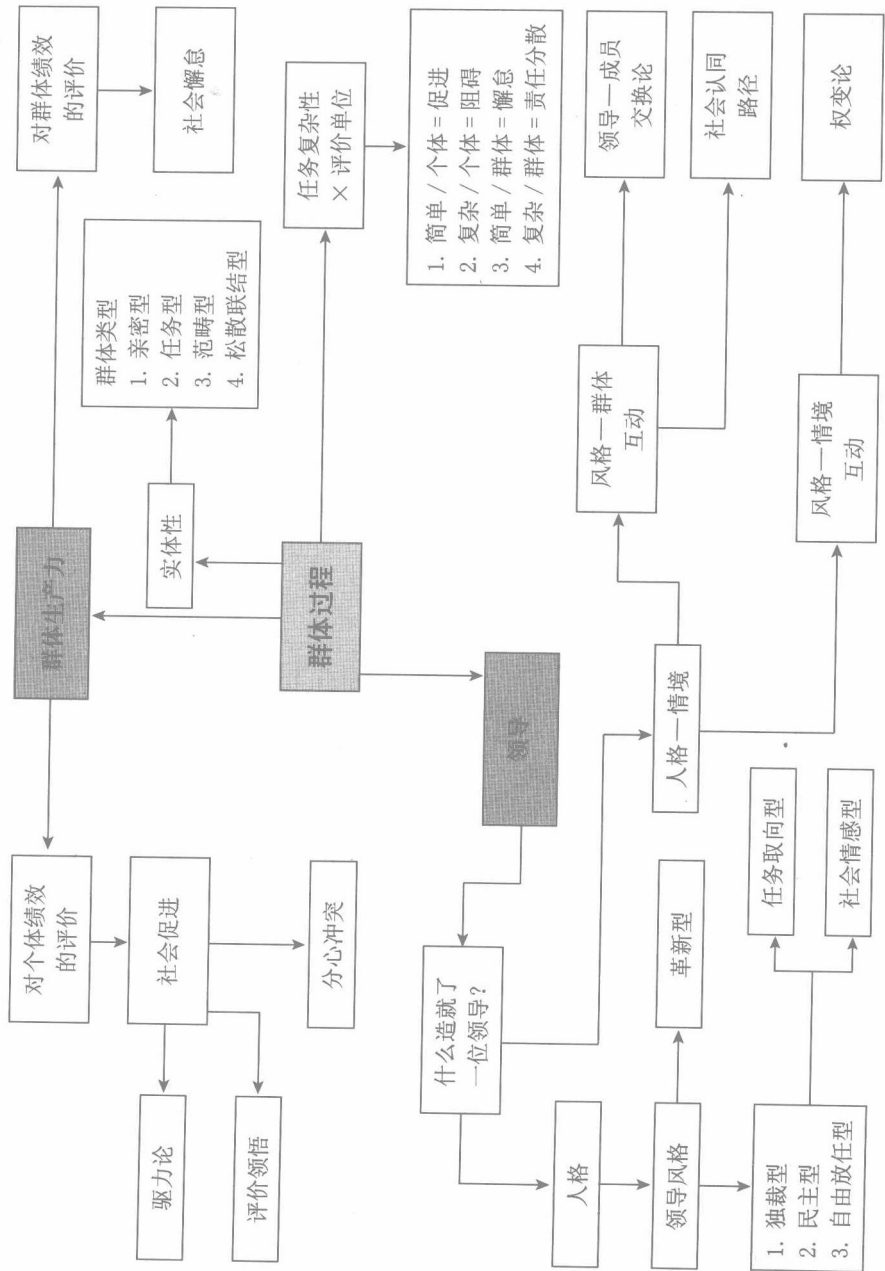 对个体绩效
的评价
社会促进
驱力论
评价领悟
分心冲突
群体生产力
对群体绩效
的评价
社会懈怠
实体性
群体类型
1. 亲密型
2. 任务型
3. 范畴型
4. 松散联结型
群体过程
任务复杂性
× 评价单位
1. 简单 / 个体 = 促进
2. 复杂 / 个体 = 阻碍
3. 简单 / 群体 = 懈怠
4. 复杂 / 群体 = 责任分散
领导
什么造就了
一位领导？
人格
领导风格
革新型
1. 独裁型
2. 民主型
3. 自由放任型
任务取向型
社会情感型
人格—情境
风格—群体
互动
领导—成员
交换论
社会认同
路径
风格—情境
互动
权变论